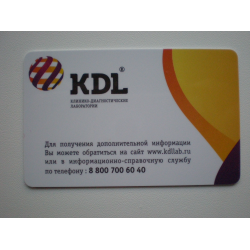 KDL®
КЛИНИКО-ДИАГНОСТИЧЕСКИЕ
ЛАБОРАТОРИИ
Для получения дополнительной информации
Вы можете обратиться на сайт www.kdllab.ru
или в информационно-справочную службу
по телефону : 8 800 700 60 40